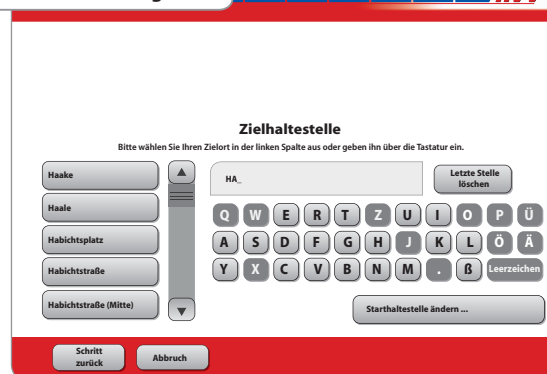 Zielhaltestelle
Bitte wählen Sie Ihren Zielort in der linken Spalte aus oder geben ihn über die Tastatur ein.
Haake
Haale
Habichtsplatz
Habichtstraße
Habichtstraße (Mitte)
HA_
Letzte Stelle
löschen
Q W E R T Z U I O P Ü
A S D F G H J K L Ö Ä
Y X C V B N M . ß Leerzeichen
Starthaltestelle ändern ...
Schritt
zurück
Abbruch